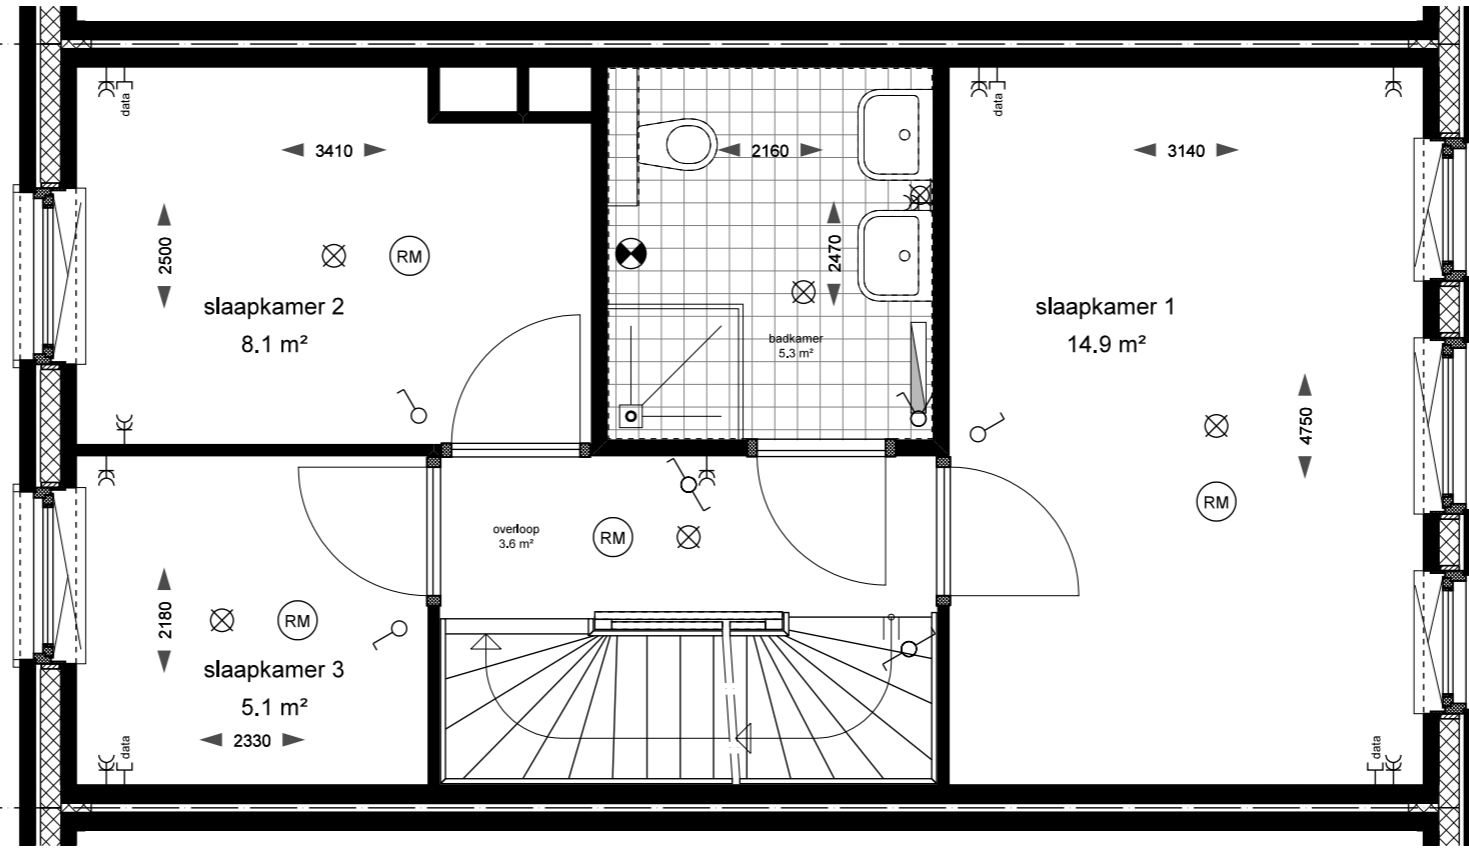 data
3410
2500
RM
slaapkamer 2
8.1 m²
2160
2470
badkamer
5.3 m²
data
3140
slaapkamer 1
14.9 m²
4750
RM
overloop
3.6 m²
RM
2180
RM
slaapkamer 3
5.1 m²
2330
data
data